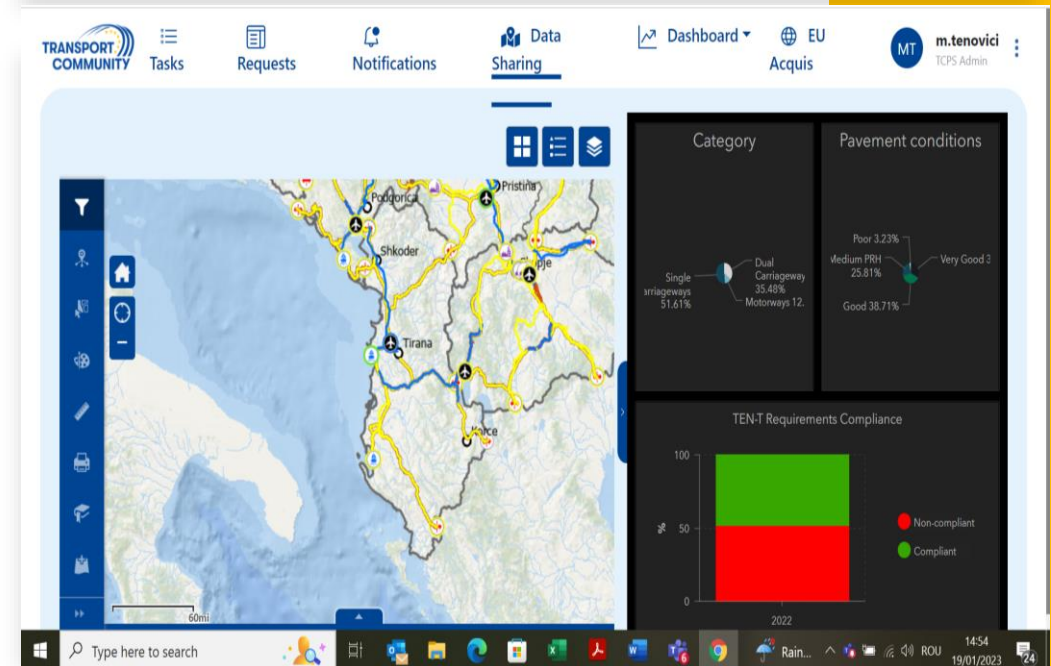 TRANSPORT
COMMUNITY
Tasks
Requests
Notifications
Data
Sharing
Dashboard
EU
Acquis
MT
m.tenovici
TCPS Admin
Podgorica
Pristina
Shkoder
Tirana
Korce
60mi
Category
Single
arriageways
51.61%
Dual
Carriageway
35.48%
Motorways 12.
Pavement conditions
Poor 3.23%
Medium PRH
25.81%
Very Good 3
Good 38.71%
TEN-T Requirements Compliance
100
%
50
0
2022
Non-compliant
Compliant
Type here to search
Rain...
ROU
14:54
19/01/2023
24